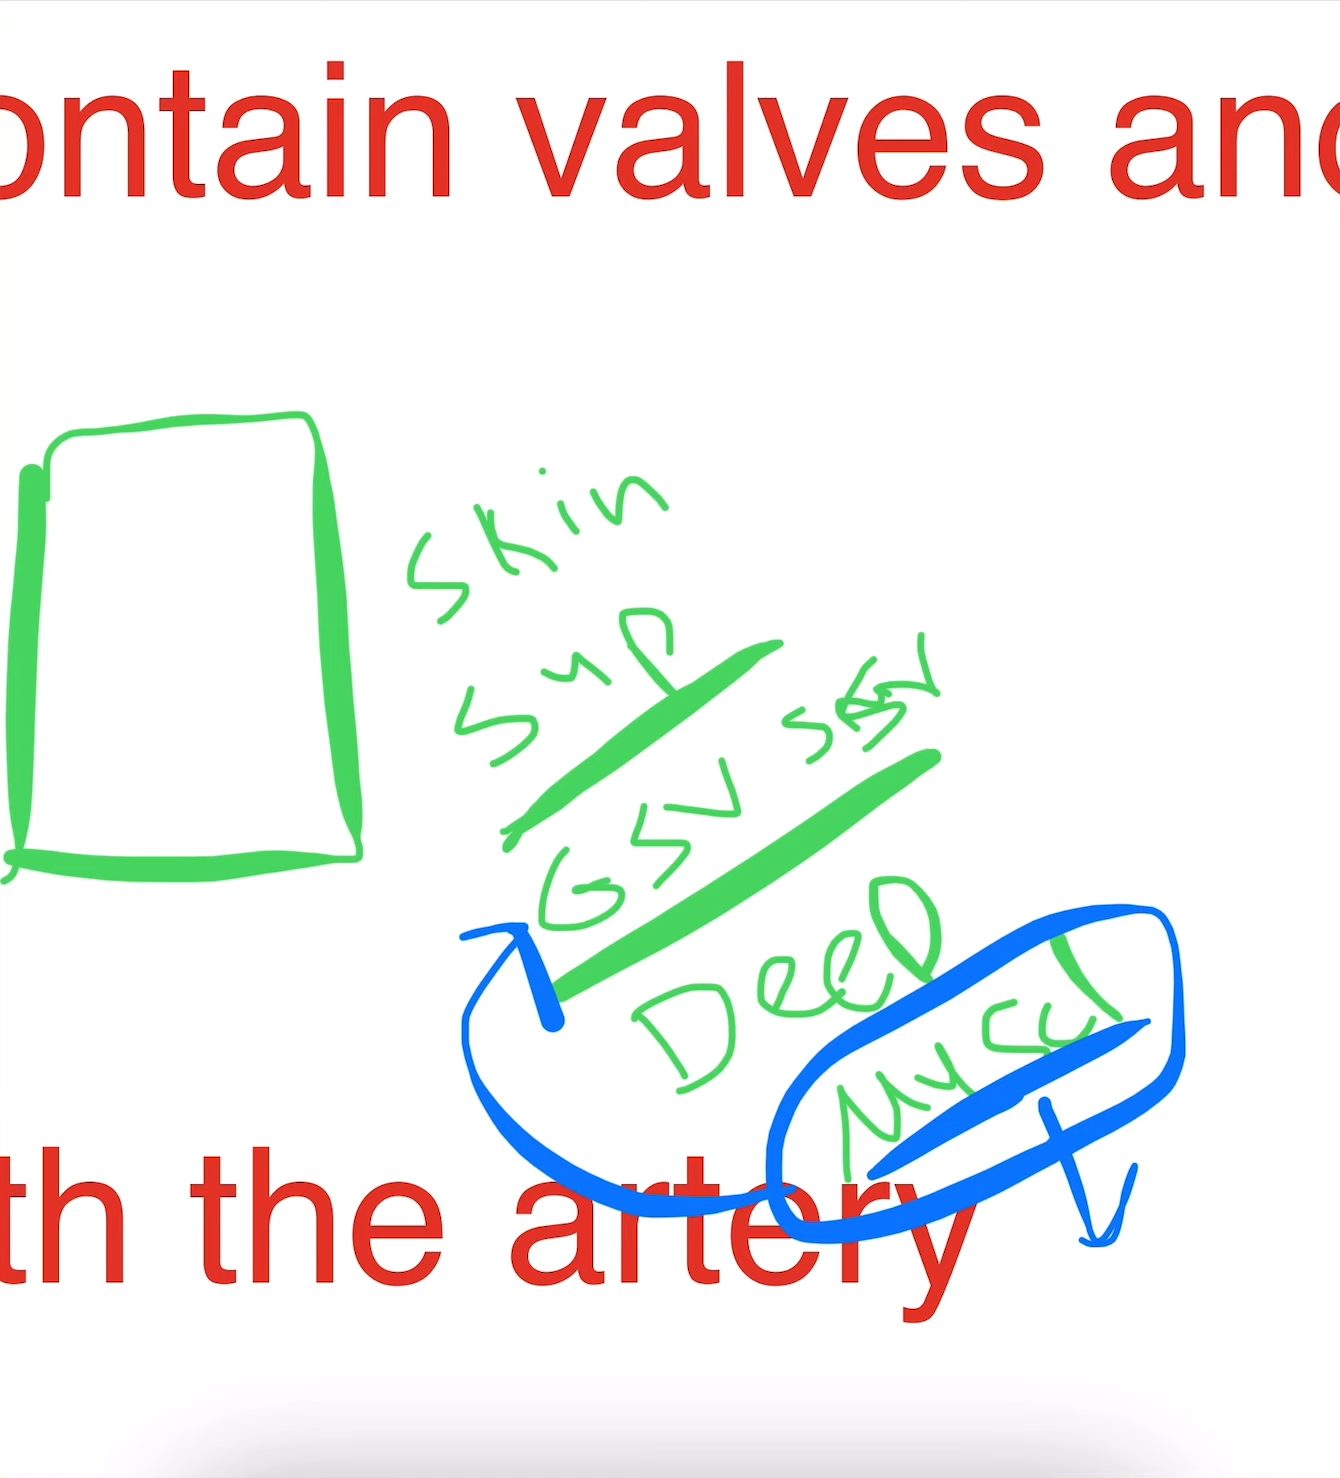 ontain valves and
Skin
Sup
GSV SSV
Deep
Muscl
th the artery